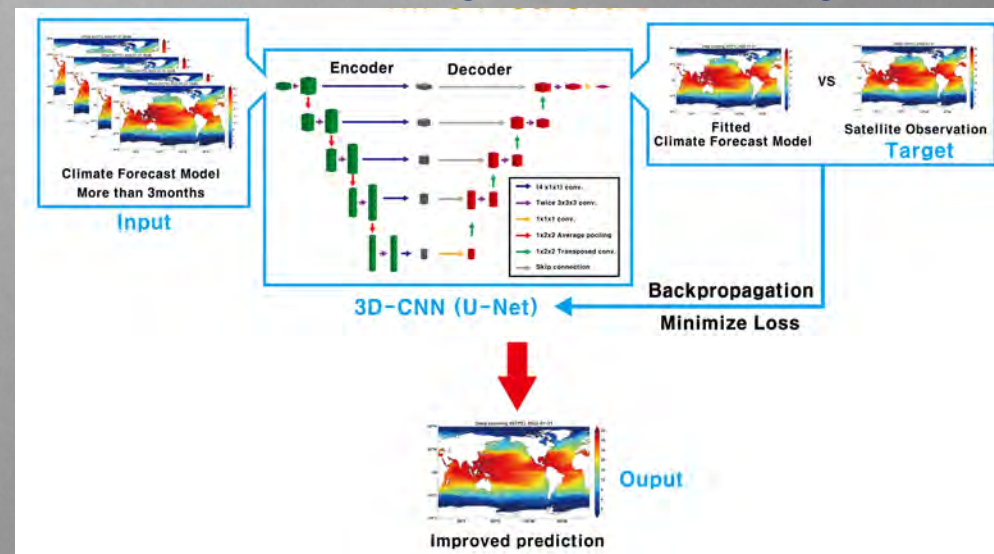 Climate Forecast Model
More than 3months
Input
Encoder
Decoder
(4 x1x1) conv.
Twice 3x3x3 conv.
1x1x1 conv.
1x2x2 Average pooling
1x2x2 Transposed conv.
Skip connection
3D-CNN (U-Net)
Fitted
Climate Forecast Model
VS
Satellite Observation
Target
Backpropagation
Minimize Loss
Ouput
Improved prediction